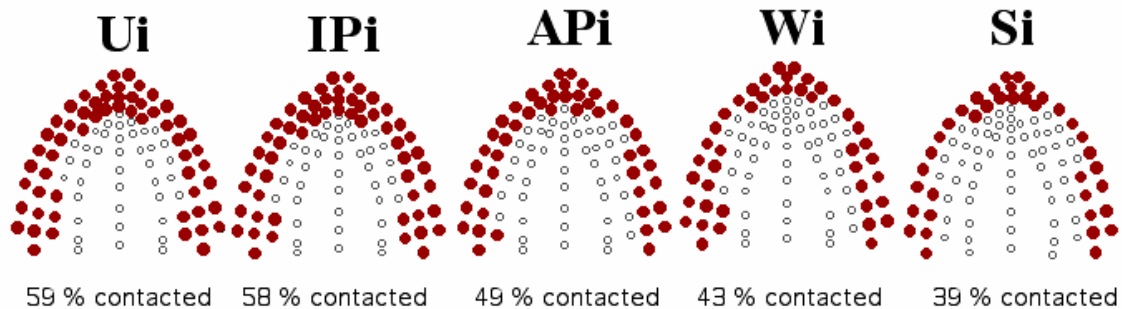 Ui IPi APi Wi Si
59 % contacted 58 % contacted 49 % contacted 43 % contacted 39 % contacted